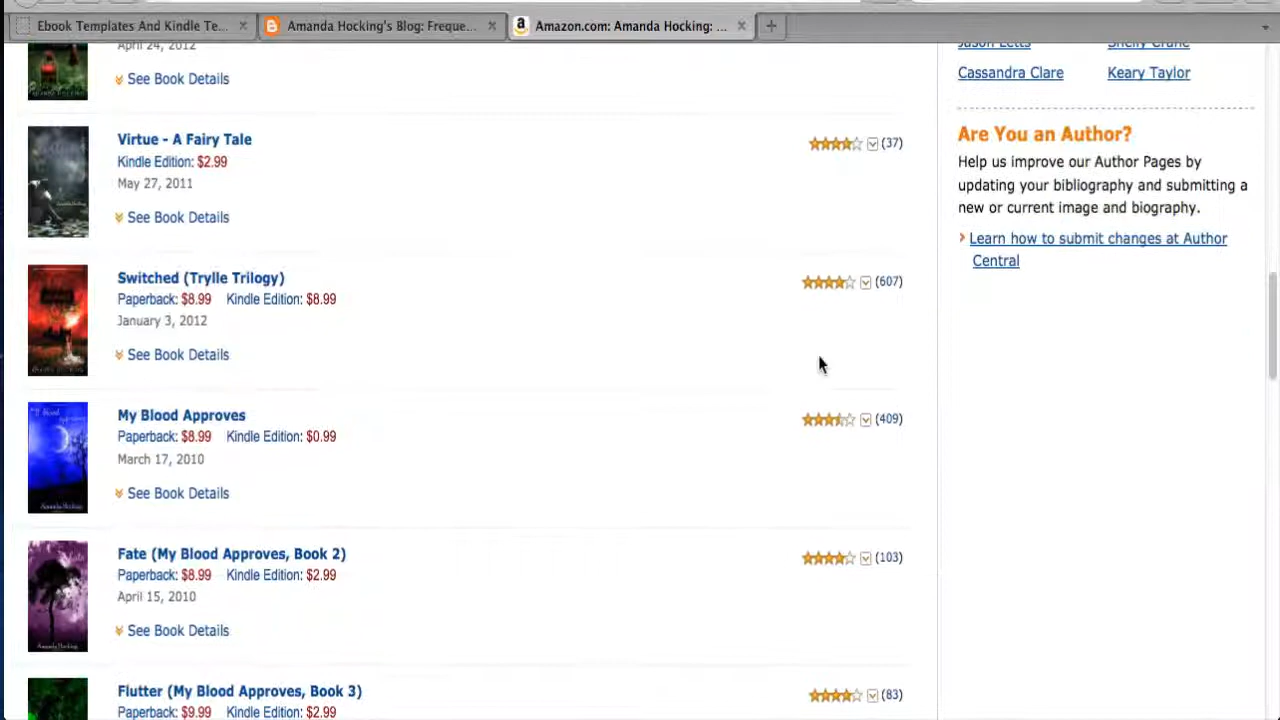 Ebook Templates And Kindle Te...
Amanda Hocking's Blog: Freque...
Amazon.com: Amanda Hocking: ...
April 24, 2012
See Book Details
Virtue - A Fairy Tale
(37)
Kindle Edition: $2.99
May 27, 2011
See Book Details
Switched (Trylle Trilogy)
(607)
Paperback: $8.99 Kindle Edition: $8.99
January 3, 2012
See Book Details
My Blood Approves
(409)
Paperback: $8.99 Kindle Edition: $0.99
March 17, 2010
See Book Details
Fate (My Blood Approves, Book 2)
(103)
Paperback: $8.99 Kindle Edition: $2.99
April 15, 2010
See Book Details
Flutter (My Blood Approves, Book 3)
(83)
Paperback: $9.99 Kindle Edition: $2.99
Jason Letts Shelly Crane
Cassandra Clare Keary Taylor
Are You an Author?
Help us improve our Author Pages by
updating your bibliography and submitting a
new or current image and biography.
Learn how to submit changes at Author
Central